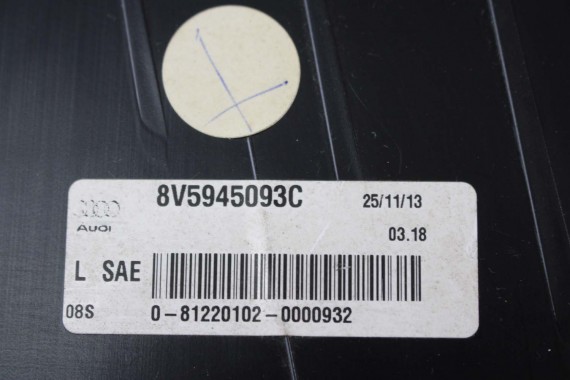 8V5945093C 25/11/13
Audi
03.18
L SAE
08S 0-81220102-0000932